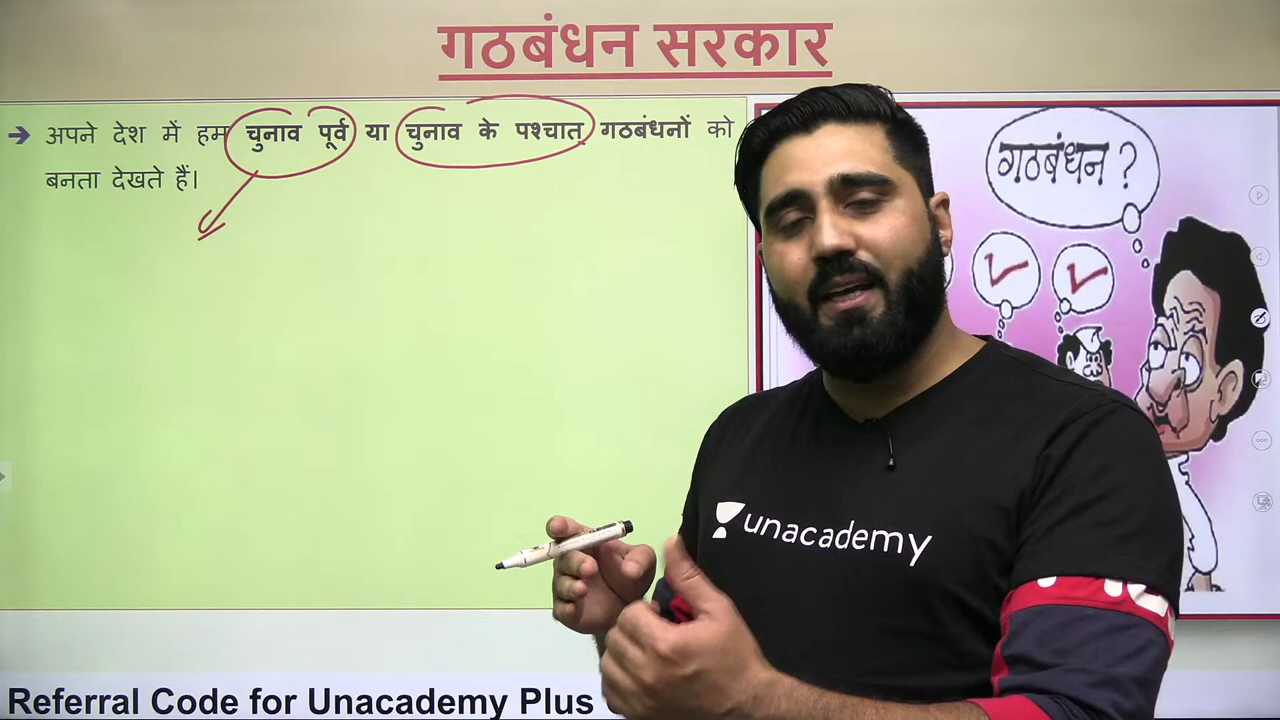 गठबंधन सरकार
→ अपने देश में हम चुनाव पूर्व या चुनाव के पश्चात् गठबंधनों को
बनता देखते हैं।
गठबंधन ?
unacademy
Referral Code for Unacademy Plus